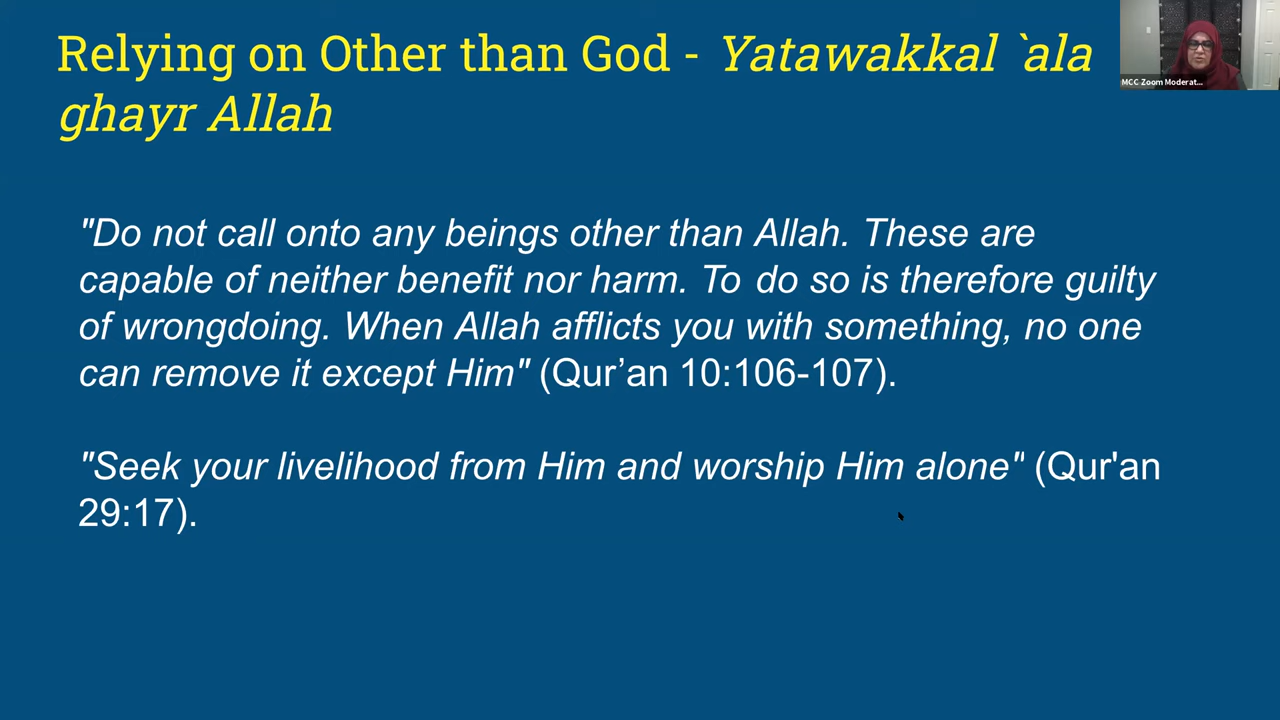 Relying on Other than God - Yatawakkal `ala
ghayr Allah
MCC Zoom Moderat...
"Do not call onto any beings other than Allah. These are
capable of neither benefit nor harm. To do so is therefore guilty
of wrongdoing. When Allah afflicts you with something, no one
can remove it except Him" (Qur’an 10:106-107).
"Seek your livelihood from Him and worship Him alone" (Qur'an
29:17).